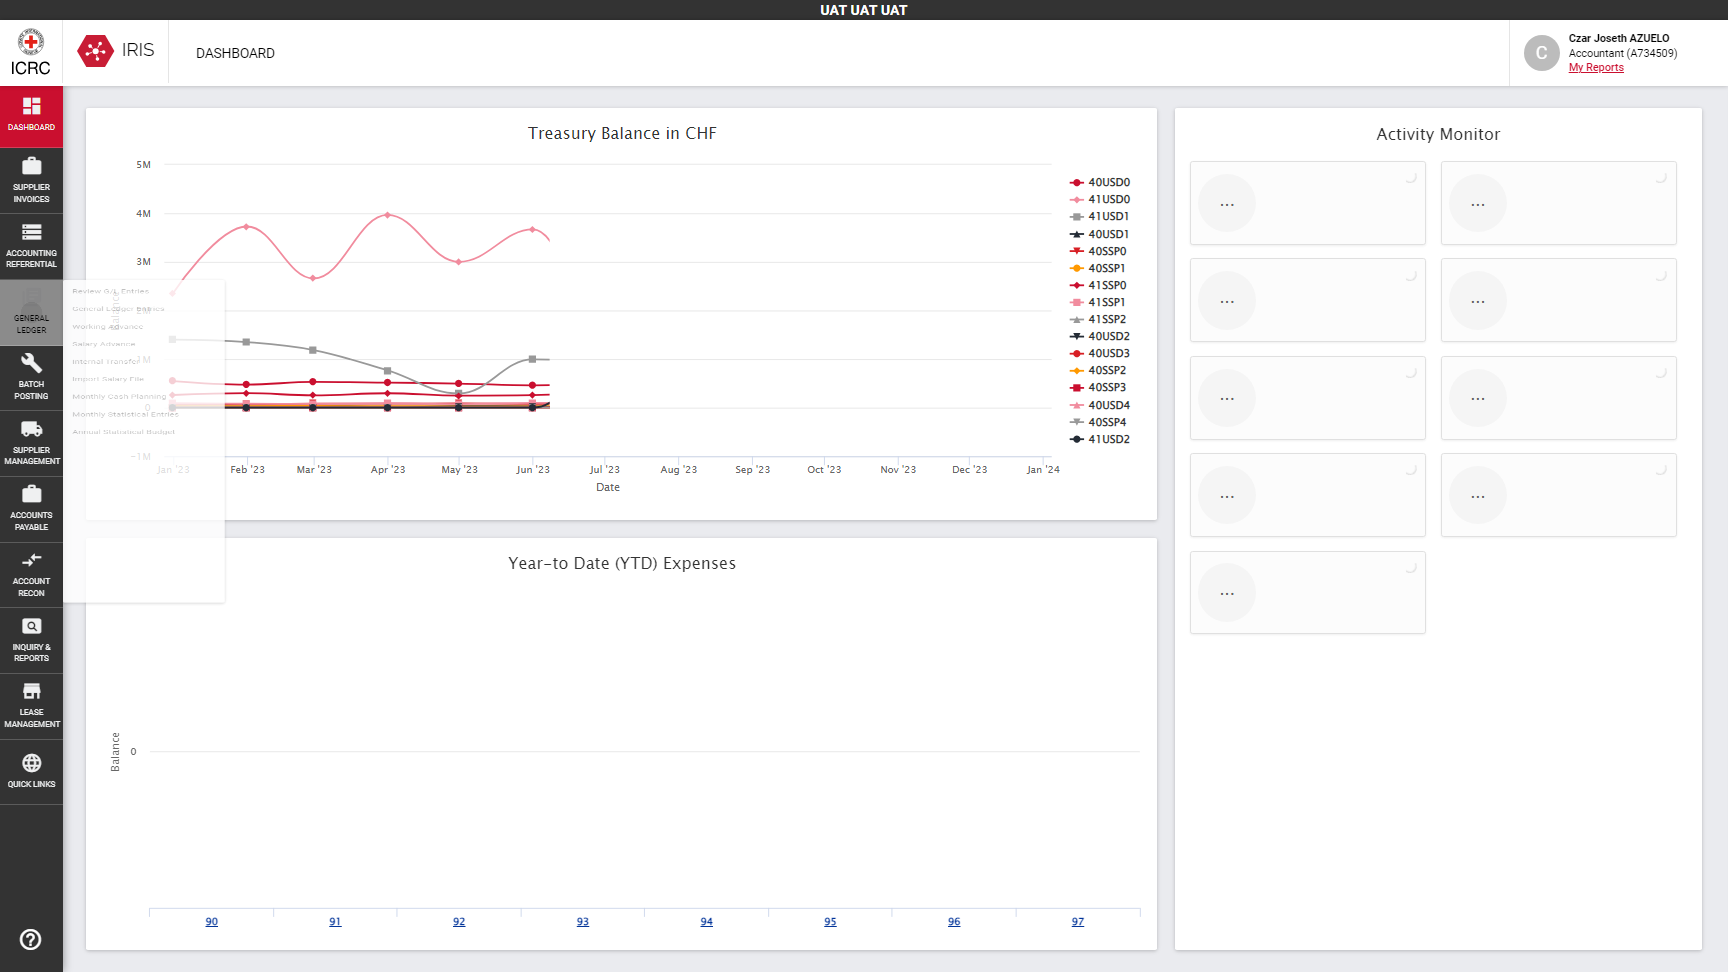 UAT UAT UAT
ICRC
IRIS
DASHBOARD
Czar Joseth AZUELO
Accountant (A734509)
My Reports
C
DASHBOARD
SUPPLIER
INVOICES
ACCOUNTING
REFERENTIAL
GENERAL
LEDGER
BATCH
POSTING
SUPPLIER
MANAGEMENT
ACCOUNTS
PAYABLE
ACCOUNT
RECON
INQUIRY &
REPORTS
LEASE
MANAGEMENT
QUICK LINKS
Review G/L Entries
General Ledger Entries
Working Advance
Salary Advance
Internal Transfer
Import Salary File
Monthly Cash Planning
Monthly Statistical Entries
Annual Statistical Budget
Treasury Balance in CHF
5M
4M
3M
1M
0
-1M
Balance
Jan '23
Feb '23
Mar '23
Apr '23
May '23
Jun '23
Jul '23
Aug '23
Sep '23
Oct '23
Nov '23
Dec '23
Jan '24
Date
40USD0
41USD0
41USD1
40USD1
40SSP0
40SSP1
41SSP0
41SSP1
41SSP2
40USD2
40USD3
40SSP2
40SSP3
40USD4
40SSP4
41USD2
Year-to Date (YTD) Expenses
Balance
0
90
91
92
93
94
95
96
97
Activity Monitor
...
...
...
...
...
...
...
...
...